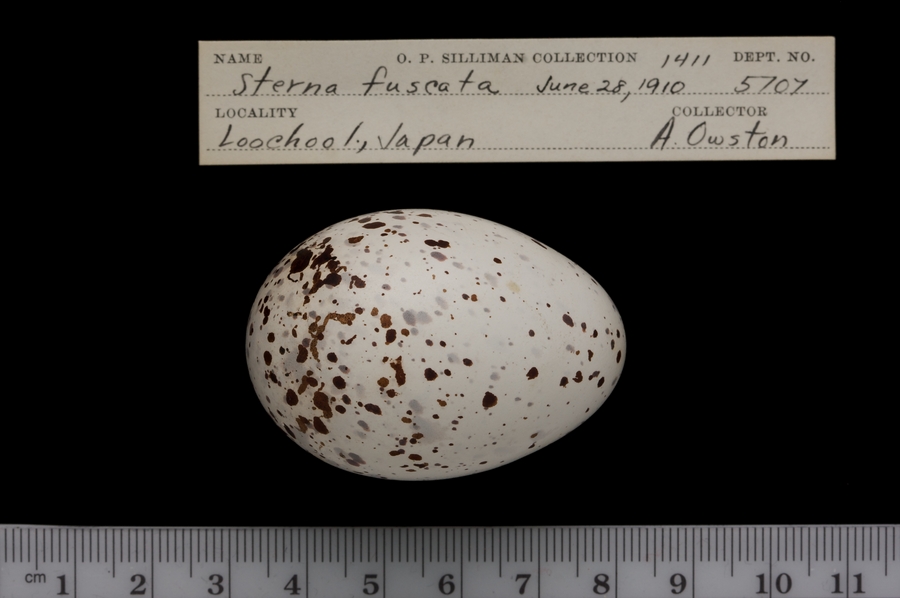 NAME O. P. SILLIMAN COLLECTION 1411 DEPT. NO.
Sterna fuscata June 28, 1910 5707
LOCALITY COLLECTOR
Loochoo I., Japan A. Owston
cm 1 2 3 4 5 6 7 8 9 10 11